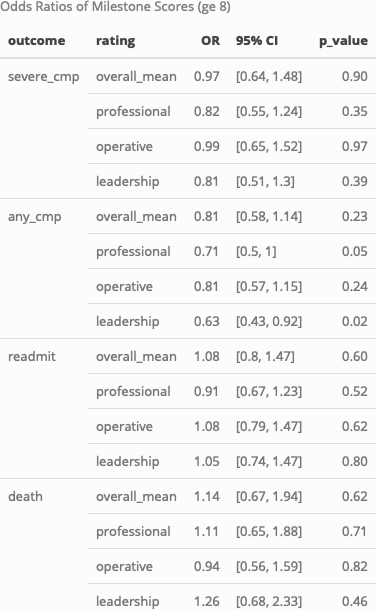 Odds Ratios of Milestone Scores (ge 8)
outcome rating OR 95% CI p_value
severe_cmp overall_mean 0.97 [0.64, 1.48] 0.90
professional 0.82 [0.55, 1.24] 0.35
operative 0.99 [0.65, 1.52] 0.97
leadership 0.81 [0.51, 1.3] 0.39
any_cmp overall_mean 0.81 [0.58, 1.14] 0.23
professional 0.71 [0.5, 1] 0.05
operative 0.81 [0.57, 1.15] 0.24
leadership 0.63 [0.43, 0.92] 0.02
readmit overall_mean 1.08 [0.8, 1.47] 0.60
professional 0.91 [0.67, 1.23] 0.52
operative 1.08 [0.79, 1.47] 0.62
leadership 1.05 [0.74, 1.47] 0.80
death overall_mean 1.14 [0.67, 1.94] 0.62
professional 1.11 [0.65, 1.88] 0.71
operative 0.94 [0.56, 1.59] 0.82
leadership 1.26 [0.68, 2.33] 0.46